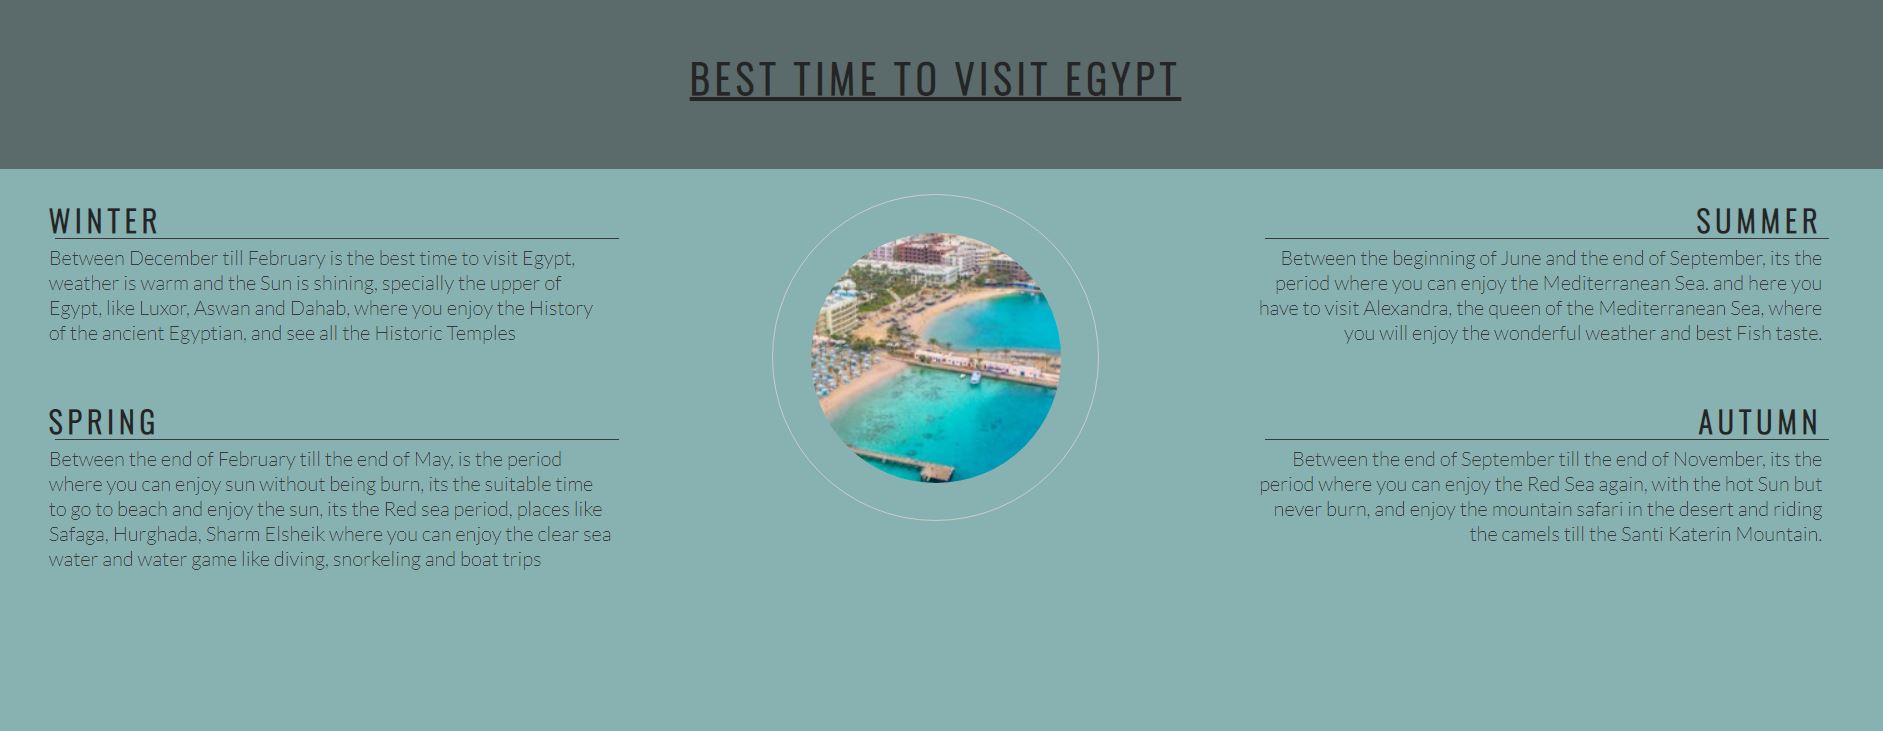 BEST TIME TO VISIT EGYPT
WINTER
Between December till February is the best time to visit Egypt,
weather is warm and the Sun is shining, specially the upper of
Egypt, like Luxor, Aswan and Dahab, where you enjoy the History
of the ancient Egyptian, and see all the Historic Temples
SPRING
Between the end of February till the end of May, is the period
where you can enjoy sun without being burn, its the suitable time
to go to beach and enjoy the sun, its the Red sea period, places like
Safaga, Hurghada, Sharm Elsheik where you can enjoy the clear sea
water and water game like diving, snorkeling and boat trips
SUMMER
Between the beginning of June and the end of September, its the
period where you can enjoy the Mediterranean Sea. and here you
have to visit Alexandra, the queen of the Mediterranean Sea, where
you will enjoy the wonderful weather and best Fish taste.
AUTUMN
Between the end of September till the end of November, its the
period where you can enjoy the Red Sea again, with the hot Sun but
never burn, and enjoy the mountain safari in the desert and riding
the camels till the Santi Katerin Mountain.